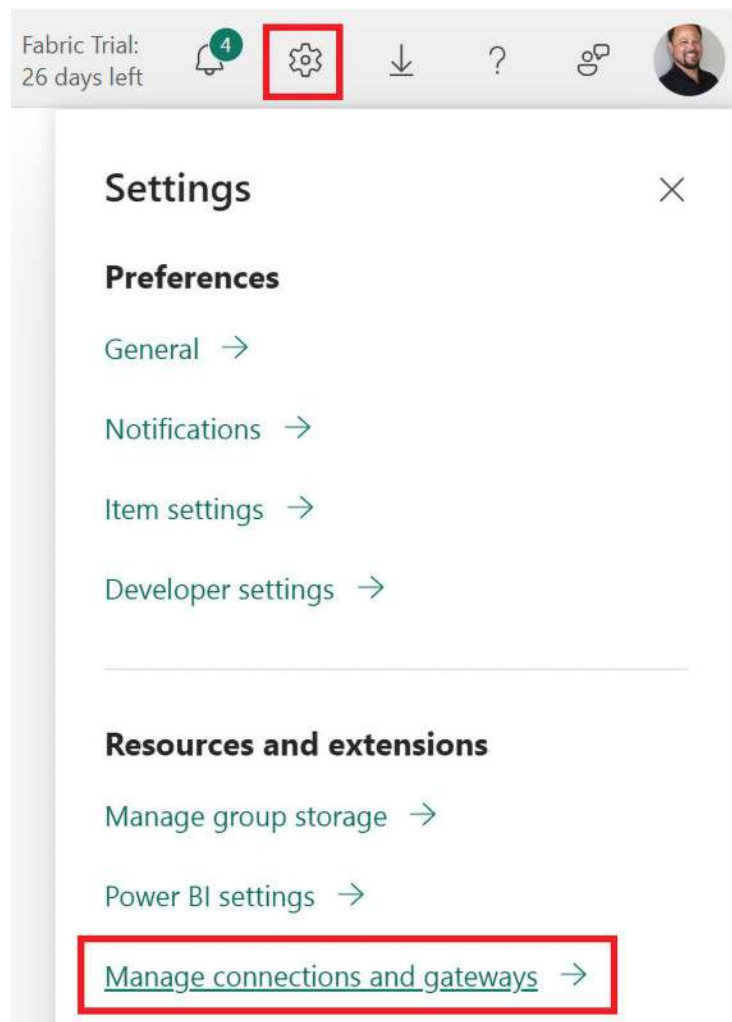 Fabric Trial:
26 days left
4
?
Settings
Preferences
General
Notifications
Item settings
Developer settings
Resources and extensions
Manage group storage
Power BI settings
Manage connections and gateways